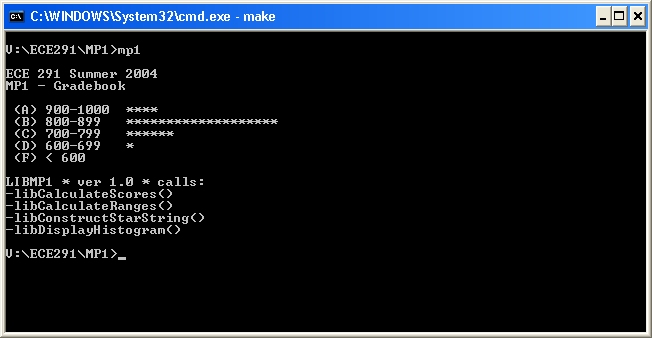 C:\WINDOWS\System32\cmd.exe - make
V:\ECE291\MP1>mp1
ECE 291 Summer 2004
MP1 - Gradebook
(A) 900-1000 ****
(B) 800-899 *******************
(C) 700-799 ******
(D) 600-699 *
(F) < 600
LIBMP1 * ver 1.0 * calls:
-libCalculateScores()
-libCalculateRanges()
-libConstructStarString()
-libDisplayHistogram()
V:\ECE291\MP1>_